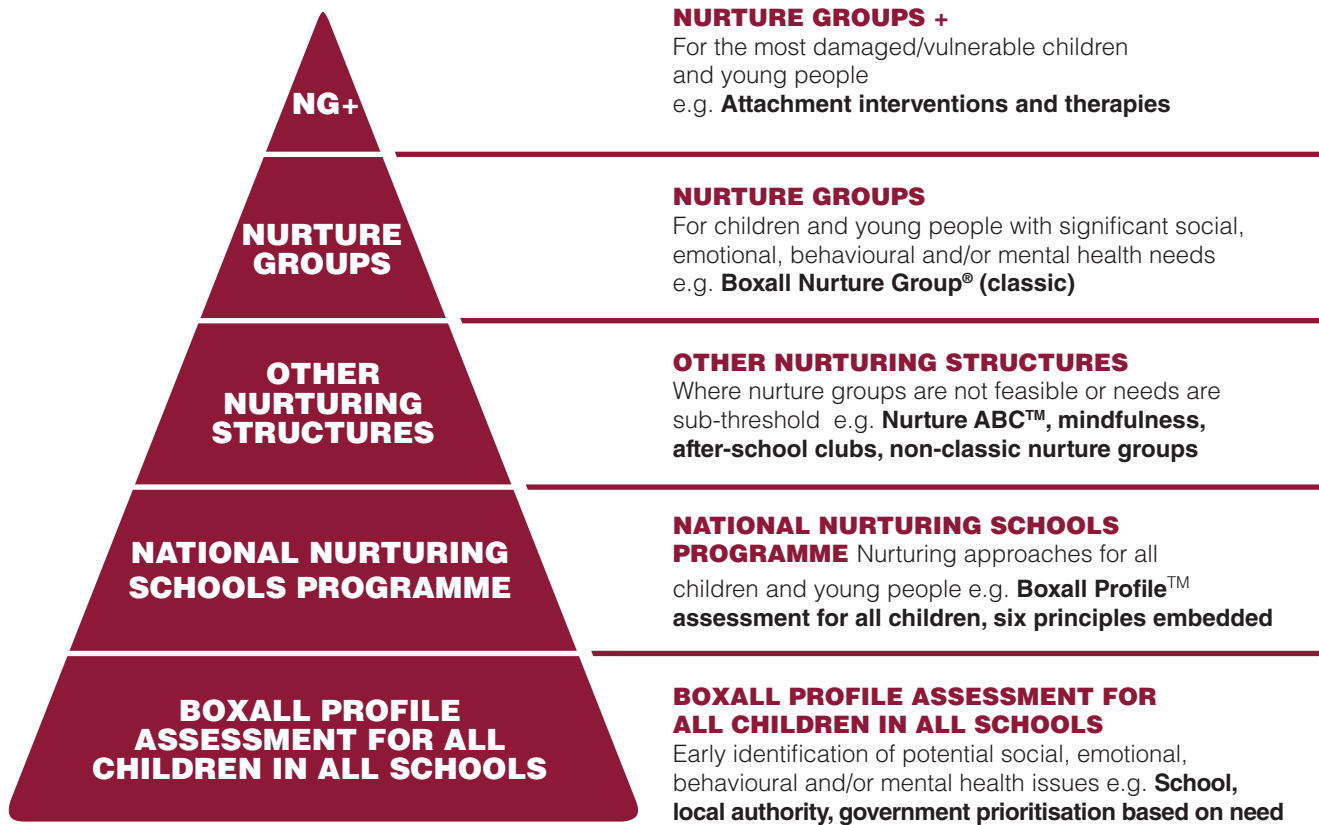 NG+
NURTURE GROUPS +
For the most damaged/vulnerable children
and young people
e.g. Attachment interventions and therapies
NURTURE
GROUPS
NURTURE GROUPS
For children and young people with significant social,
emotional, behavioural and/or mental health needs
e.g. Boxall Nurture Group® (classic)
OTHER
NURTURING
STRUCTURES
OTHER NURTURING STRUCTURES
Where nurture groups are not feasible or needs are
sub-threshold e.g. Nurture ABC™, mindfulness,
after-school clubs, non-classic nurture groups
NATIONAL NURTURING
SCHOOLS PROGRAMME
NATIONAL NURTURING SCHOOLS
PROGRAMME Nurturing approaches for all
children and young people e.g. Boxall Profile™
assessment for all children, six principles embedded
BOXALL PROFILE
ASSESSMENT FOR ALL
CHILDREN IN ALL SCHOOLS
BOXALL PROFILE ASSESSMENT FOR
ALL CHILDREN IN ALL SCHOOLS
Early identification of potential social, emotional,
behavioural and/or mental health issues e.g. School,
local authority, government prioritisation based on need